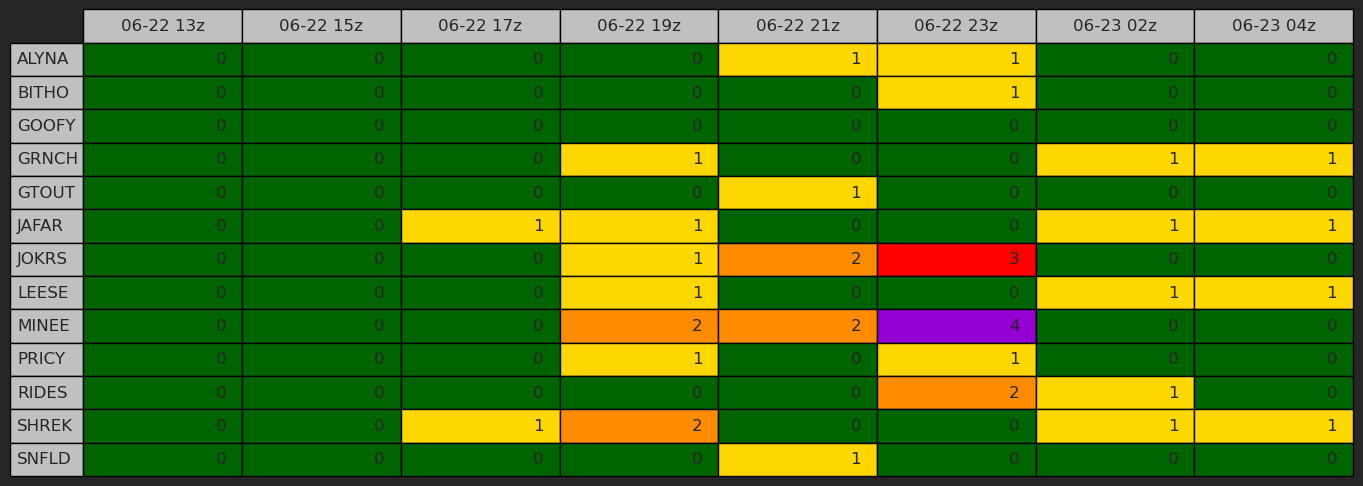 06-22 13z 06-22 15z 06-22 17z 06-22 19z 06-22 21z 06-22 23z 06-23 02z 06-23 04z
ALYNA 0 0 0 0 1 1 0 0
BITHO 0 0 0 0 0 1 0 0
GOOFY 0 0 0 0 0 0 0 0
GRNCH 0 0 0 1 0 0 1 1
GTOUT 0 0 0 0 1 0 0 0
JAFAR 0 0 1 1 0 0 1 1
JOKRS 0 0 0 1 2 3 0 0
LEESE 0 0 0 1 0 0 1 1
MINEE 0 0 0 2 2 4 0 0
PRICY 0 0 0 1 0 1 0 0
RIDES 0 0 0 0 0 2 1 0
SHREK 0 0 1 2 0 0 1 1
SNFLD 0 0 0 0 1 0 0 0